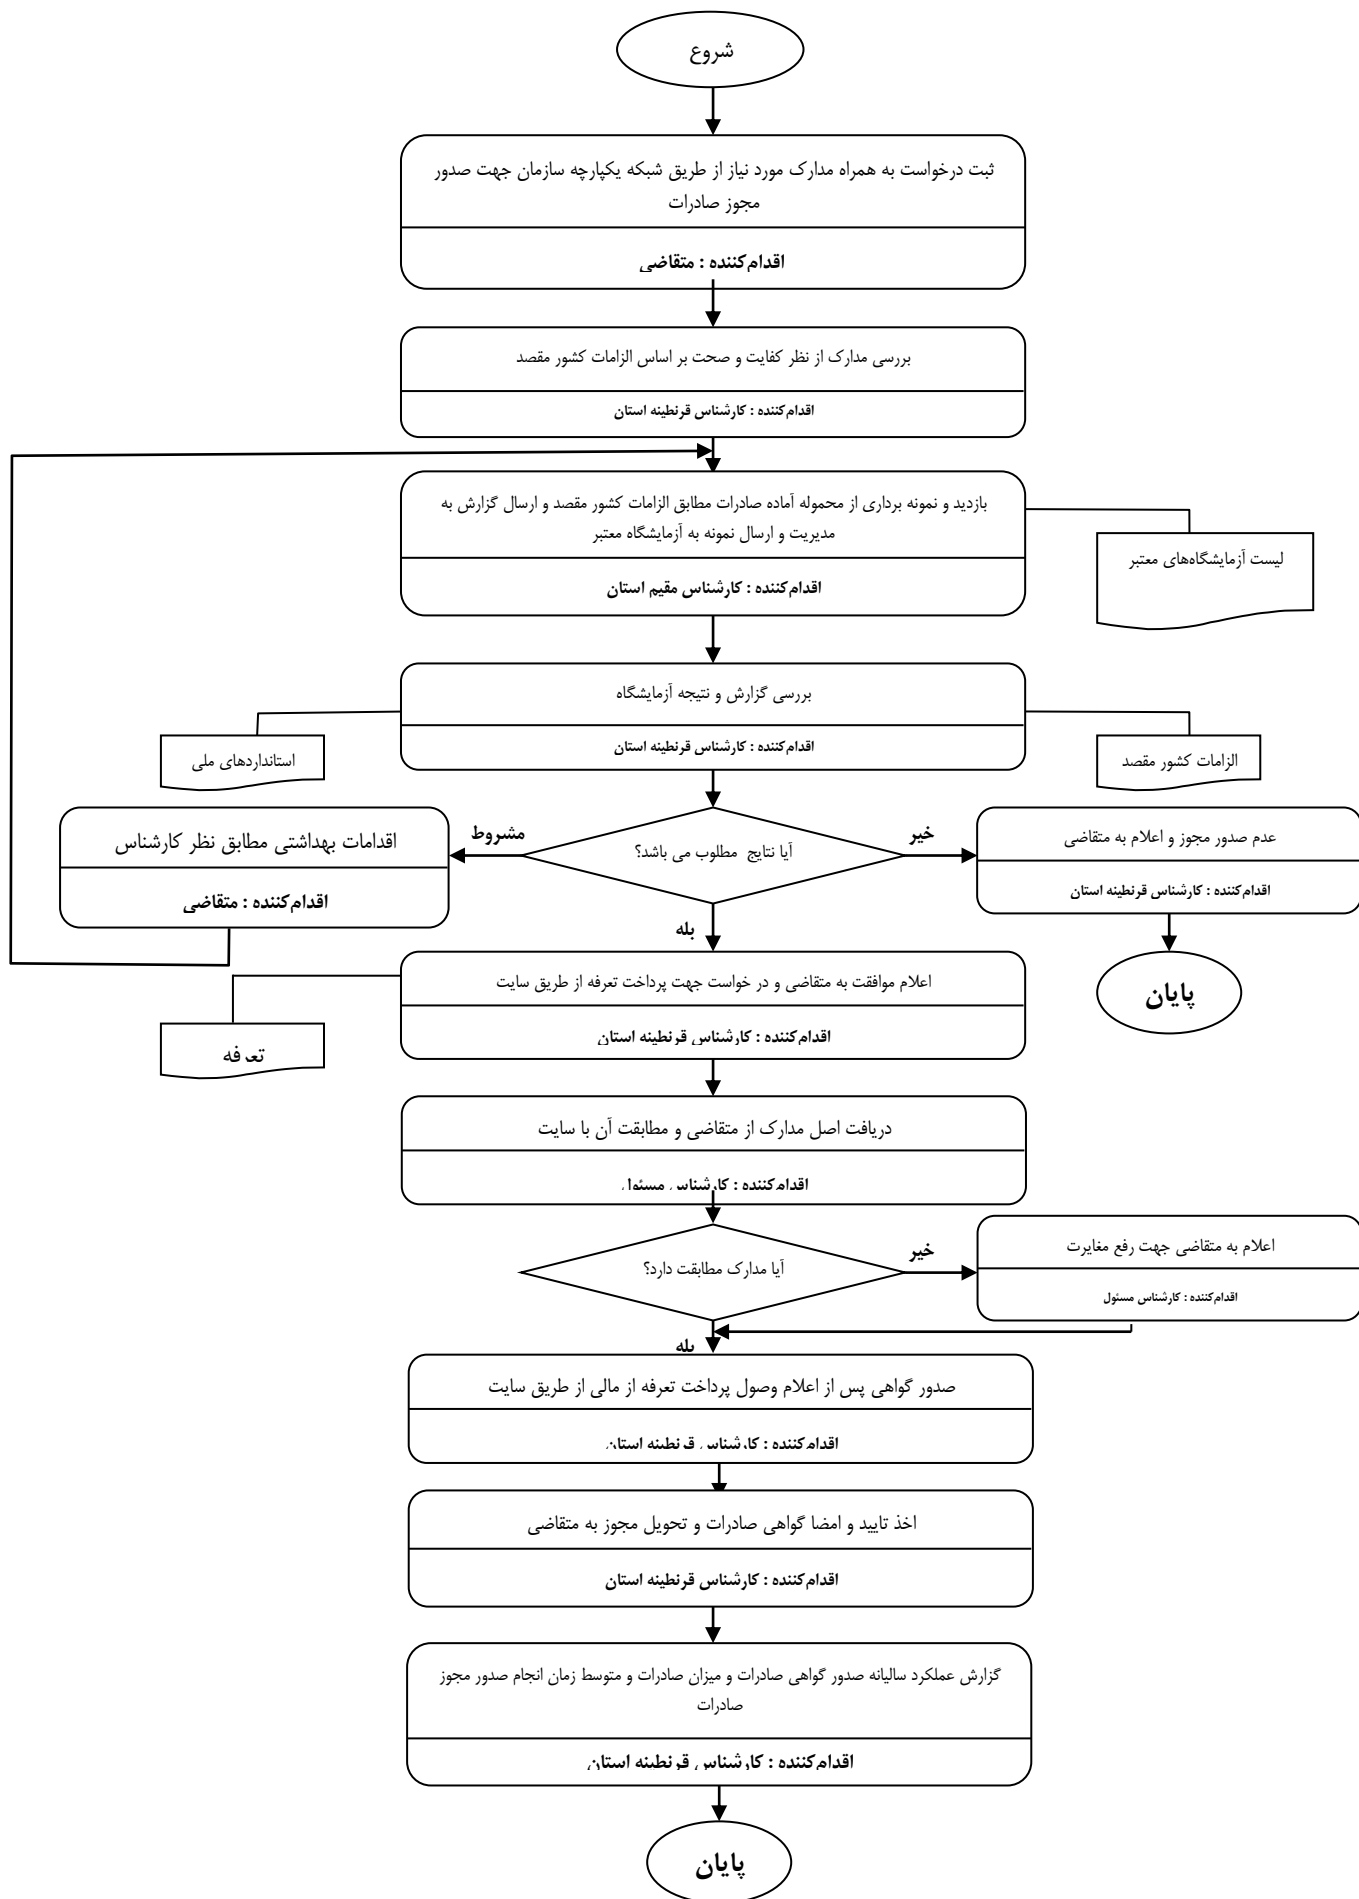 شروع
ثبت درخواست به همراه مدارک مورد نیاز از طریق شبکه یکپارچه سازمان جهت صدور
مجوز صادرات
اقدام‌کننده : متقاضی
بررسی مدارک از نظر کفایت و صحت بر اساس الزامات کشور مقصد
اقدام‌کننده : کارشناس قرنطینه استان
بازدید و نمونه برداری از محموله آماده صادرات مطابق الزامات کشور مقصد و ارسال گزارش به
مدیریت و ارسال نمونه به آزمایشگاه معتبر
اقدام‌کننده : کارشناس مقیم استان
لیست آزمایشگاه‌های معتبر
بررسی گزارش و نتیجه آزمایشگاه
اقدام‌کننده : کارشناس قرنطینه استان
الزامات کشور مقصد
استانداردهای ملی
آیا نتایج مطلوب می باشد؟
خیر
مشروط
بله
عدم صدور مجوز و اعلام به متقاضی
اقدام‌کننده : کارشناس قرنطینه استان
پایان
اقدامات بهداشتی مطابق نظر کارشناس
اقدام‌کننده : متقاضی
اعلام موافقت به متقاضی و در خواست جهت پرداخت تعرفه از طریق سایت
اقدام‌کننده : کارشناس قرنطینه استان
تعرفه
دریافت اصل مدارک از متقاضی و مطابقت آن با سایت
اقدام‌کننده : کارشناس مسئول
آیا مدارک مطابقت دارد؟
خیر
اعلام به متقاضی جهت رفع مغایرت
اقدام‌کننده : کارشناس مسئول
بله
صدور گواهی پس از اعلام وصول پرداخت تعرفه از مالی از طریق سایت
اقدام‌کننده : کارشناس قرنطینه استان
اخذ تایید و امضا گواهی صادرات و تحویل مجوز به متقاضی
اقدام‌کننده : کارشناس قرنطینه استان
گزارش عملکرد سالیانه صدور گواهی صادرات و میزان صادرات و متوسط زمان انجام صدور مجوز
صادرات
اقدام‌کننده : کارشناس قرنطینه استان
پایان